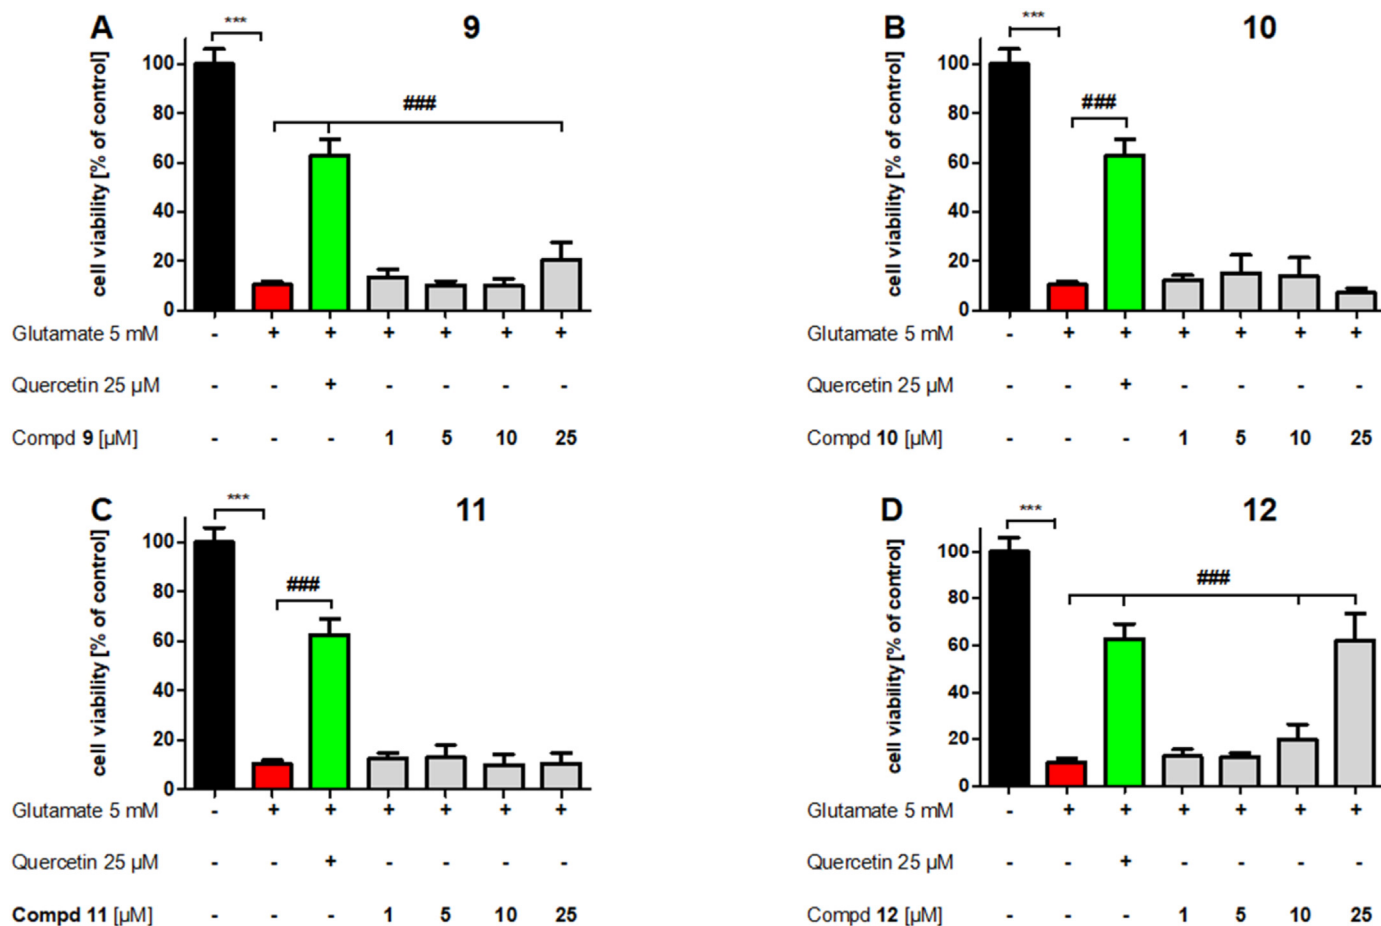 A 9
***
###
cell viability [% of control]
100
80
60
40
20
0
Glutamate 5 mM - + + + + + +
Quercetin 25 µM - - + - - - -
Compd 9 [µM] - - - 1 5 10 25
B 10
***
###
cell viability [% of control]
100
80
60
40
20
0
Glutamate 5 mM - + + + + + +
Quercetin 25 µM - - + - - - -
Compd 10 [µM] - - - 1 5 10 25
C 11
***
###
cell viability [% of control]
100
80
60
40
20
0
Glutamate 5 mM - + + + + + +
Quercetin 25 µM - - + - - - -
Compd 11 [µM] - - - 1 5 10 25
D 12
***
###
cell viability [% of control]
100
80
60
40
20
0
Glutamate 5 mM - + + + + + +
Quercetin 25 µM - - + - - - -
Compd 12 [µM] - - - 1 5 10 25